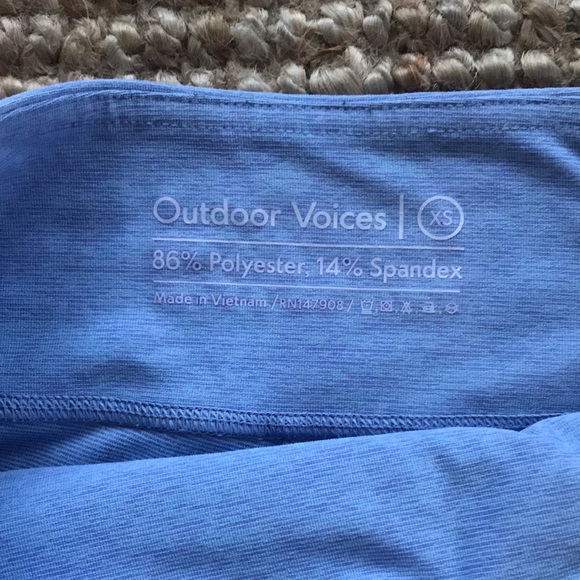 Outdoor Voices | XS
86% Polyester, 14% Spandex
Made in Vietnam /RN147908/